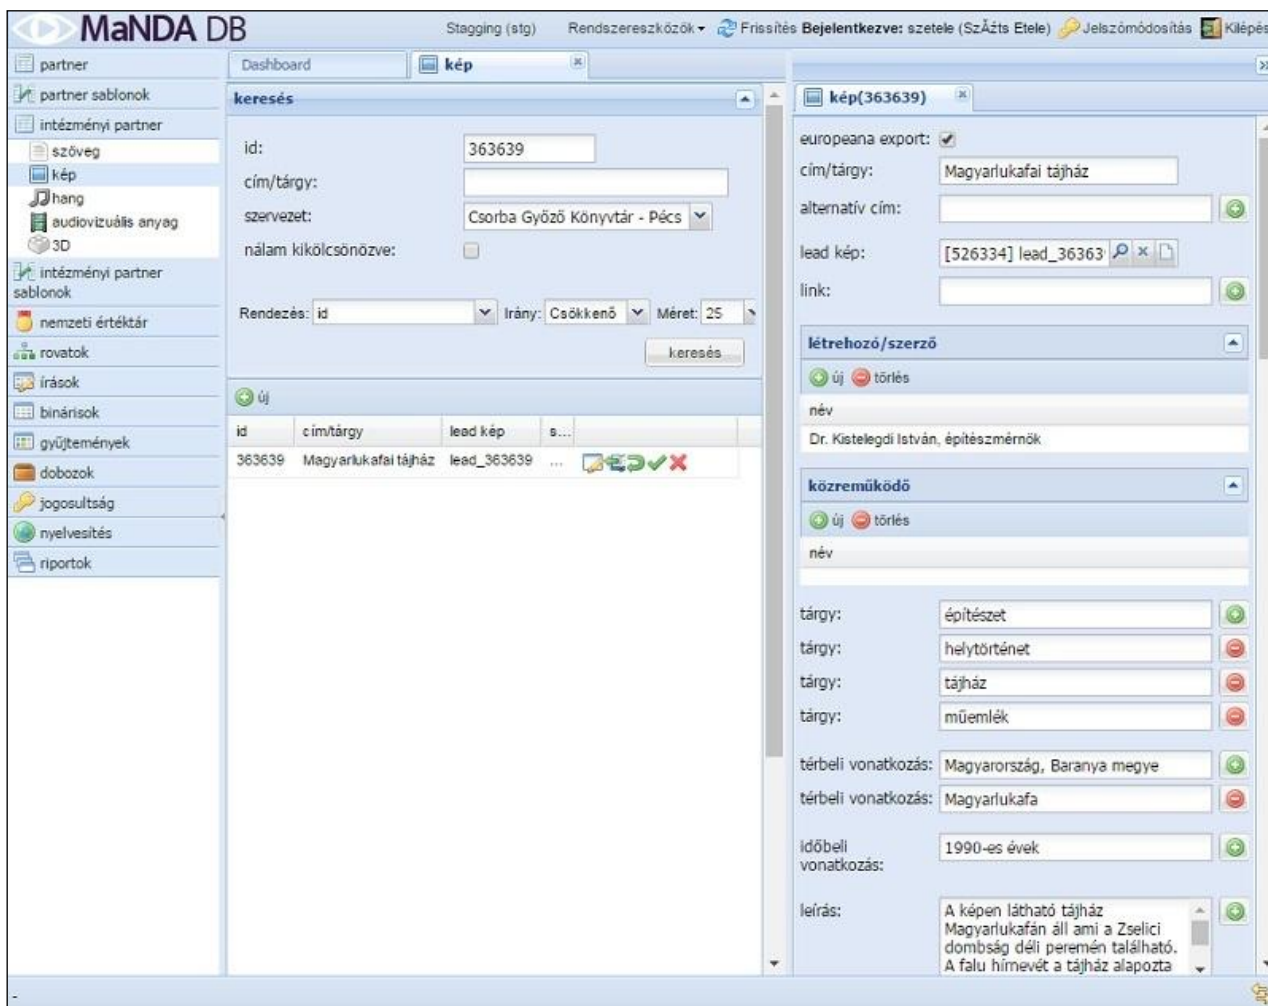 MaNDA DB
Stagging (stg) Rendszereszközök Frissítés Bejelentkezve: szetele (SzĂźts Etele) Jelszómódosítás Kilépés
partner
partner sablonok
intézményi partner
szöveg
kép
hang
audiovizuális anyag
3D
intézményi partner
sablonok
nemzeti értéktár
rovatok
írások
binárisok
gyűjtemények
dobozok
jogosultság
nyelvesítés
riportok
Dashboard kép
keresés
id: 363639
cím/tárgy:
szervezet: Csorba Győző Könyvtár - Pécs
nálam kikölcsönözve:
Rendezés: id Irány: Csökkenő Méret: 25
keresés
új
id cím/tárgy lead kép s...
363639 Magyarlukafai tájház lead_363639 ...
kép(363639)
europeana export:
cím/tárgy: Magyarlukafai tájház
alternatív cím:
lead kép: [526334] lead_36363
link:
létrehozó/szerző
új törlés
név
Dr. Kistelegdi István, építészmérnök
közreműködő
új törlés
név
tárgy: építészet
tárgy: helytörténet
tárgy: tájház
tárgy: műemlék
térbeli vonatkozás: Magyarország, Baranya megye
térbeli vonatkozás: Magyarlukafa
időbeli
vonatkozás: 1990-es évek
leírás: A képen látható tájház
Magyarlukafán áll ami a Zselici
dombság déli peremén található.
A falu hírnevét a tájház alapozta